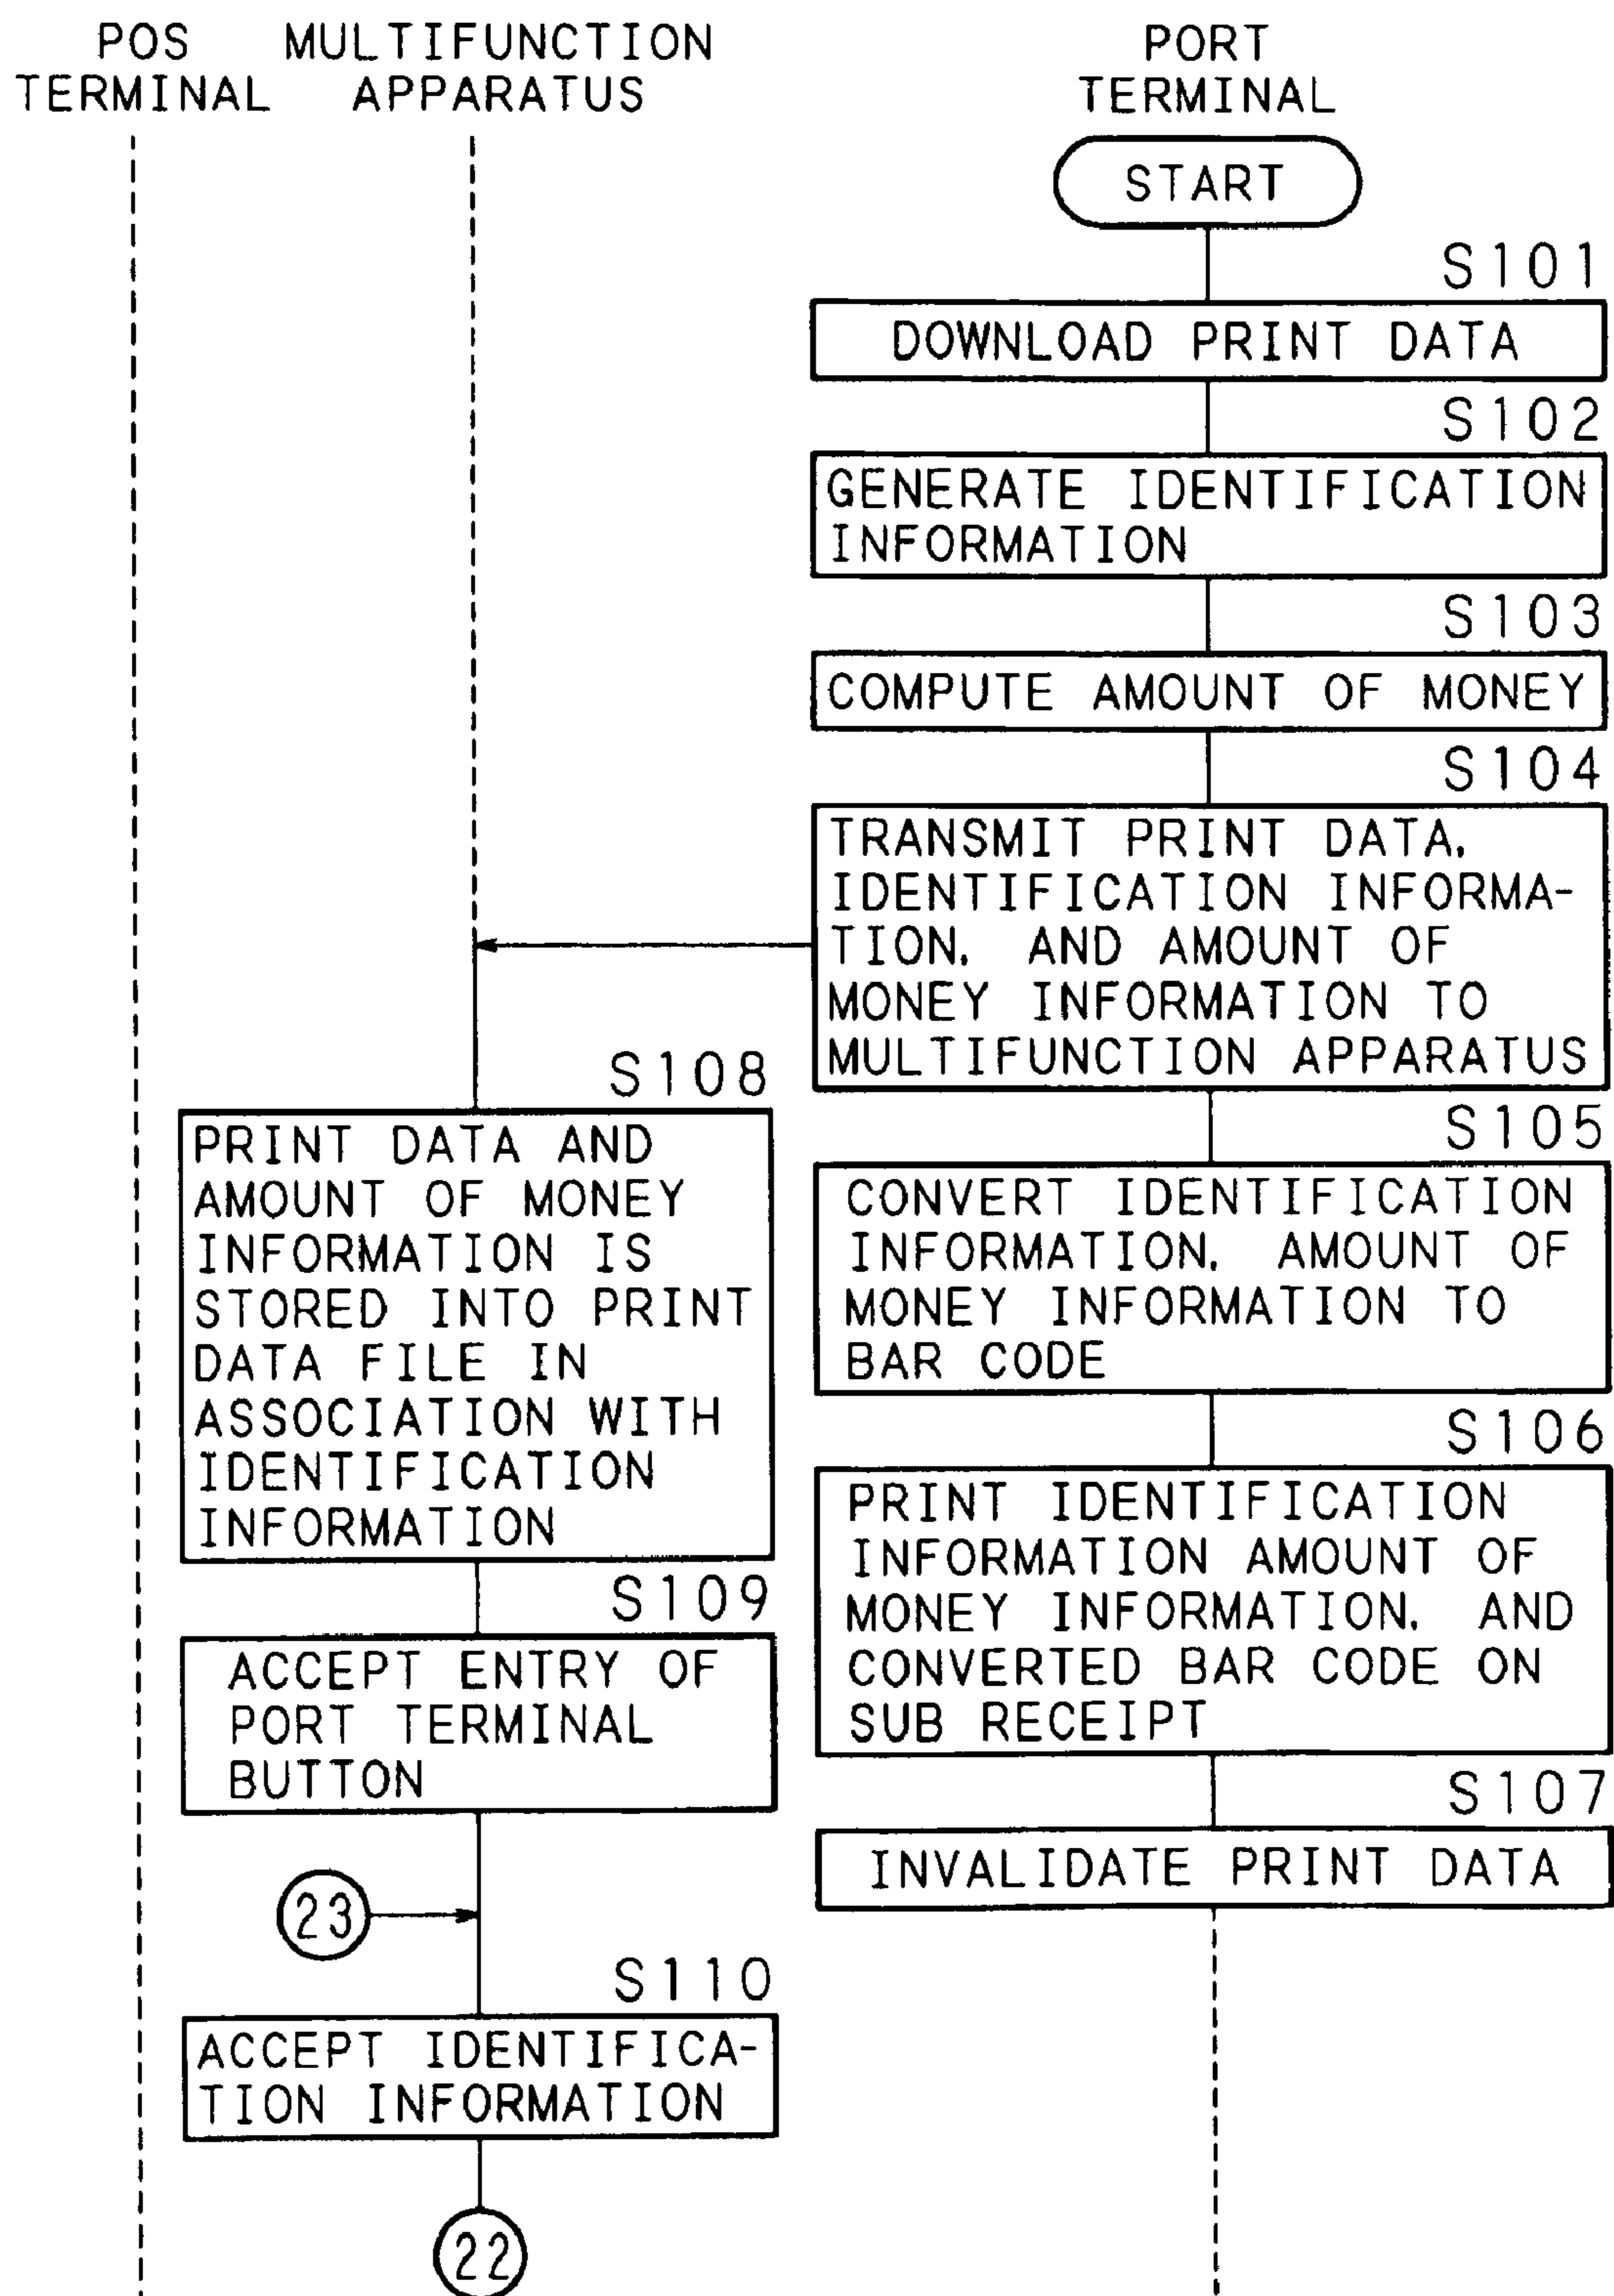 POS
TERMINAL
MULTIFUNCTION
APPARATUS
PORT
TERMINAL
START
S101
DOWNLOAD PRINT DATA
S102
GENERATE IDENTIFICATION
INFORMATION
S103
COMPUTE AMOUNT OF MONEY
S104
TRANSMIT PRINT DATA,
IDENTIFICATION INFORMA-
TION, AND AMOUNT OF
MONEY INFORMATION TO
MULTIFUNCTION APPARATUS
S108
PRINT DATA AND
AMOUNT OF MONEY
INFORMATION IS
STORED INTO PRINT
DATA FILE IN
ASSOCIATION WITH
IDENTIFICATION
INFORMATION
S105
CONVERT IDENTIFICATION
INFORMATION, AMOUNT OF
MONEY INFORMATION TO
BAR CODE
S106
PRINT IDENTIFICATION
INFORMATION AMOUNT OF
MONEY INFORMATION, AND
CONVERTED BAR CODE ON
SUB RECEIPT
S109
ACCEPT ENTRY OF
PORT TERMINAL
BUTTON
S107
INVALIDATE PRINT DATA
23
S110
ACCEPT IDENTIFICA-
TION INFORMATION
22